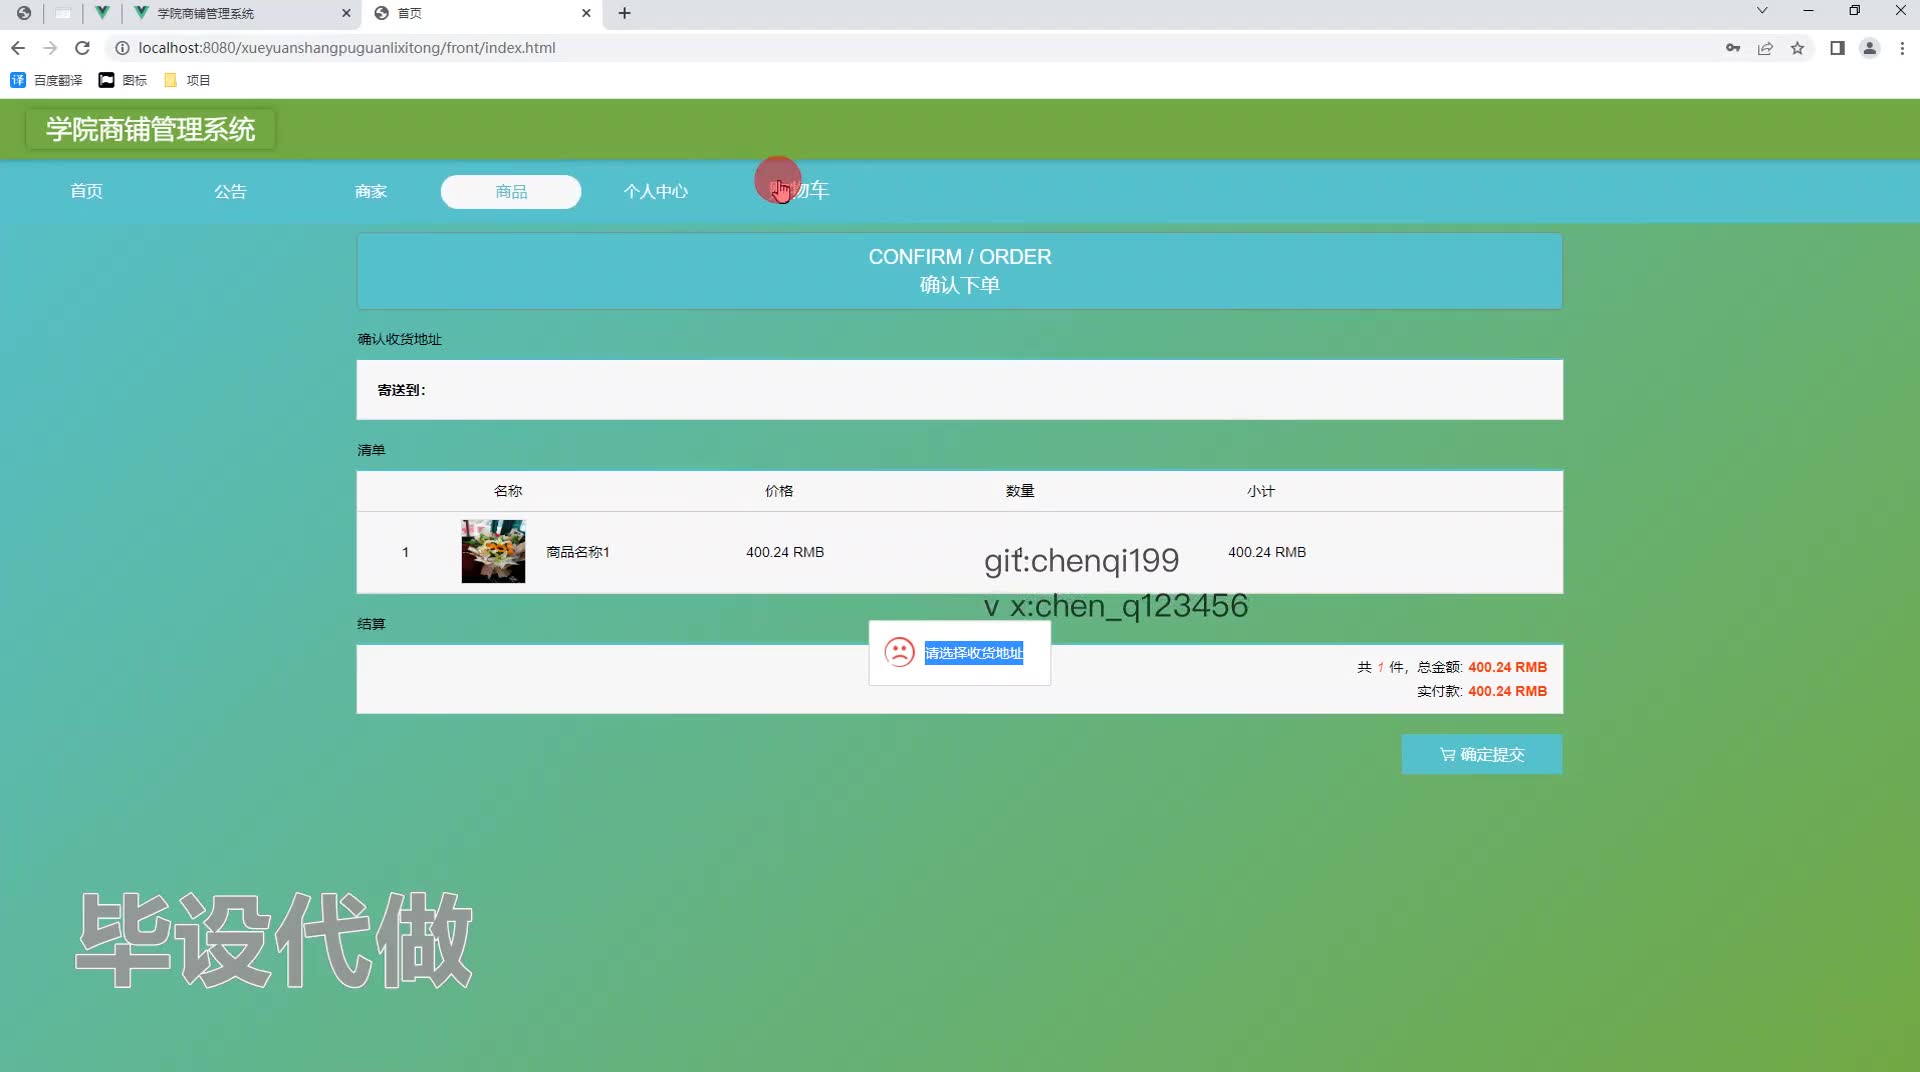 学院商铺管理系统
首页
localhost:8080/xueyuanshangpuguanlixitong/front/index.html
百度翻译
图标
项目
学院商铺管理系统
首页
公告
商家
商品
个人中心
物车
CONFIRM / ORDER
确认下单
确认收货地址
寄送到：
清单
名称
价格
数量
小计
1
商品名称1
400.24 RMB
400.24 RMB
git:chenqi199
v x:chen_q123456
结算
请选择收货地址
共 1 件，总金额: 400.24 RMB
实付款: 400.24 RMB
确定提交
毕设代做